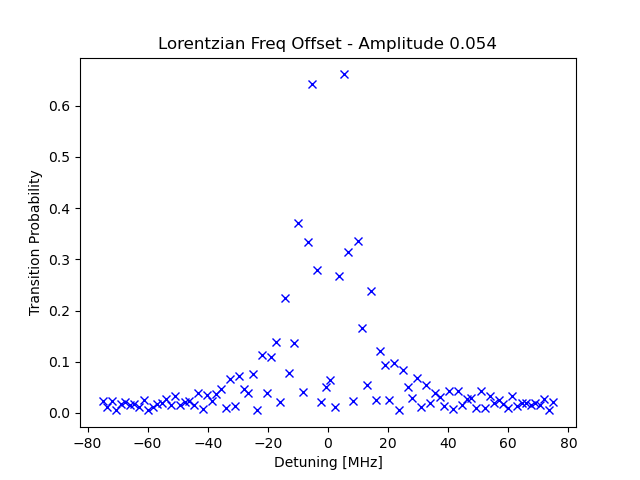 Lorentzian Freq Offset - Amplitude 0.054
0.6
0.5
0.4
0.3
0.2
0.1
0.0
Transition Probability
−80 −60 −40 −20 0 20 40 60 80
Detuning [MHz]